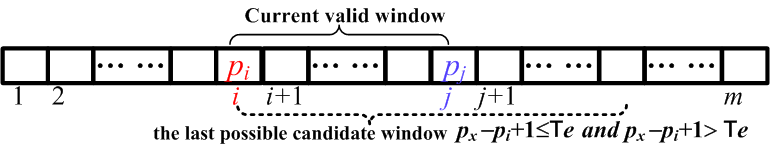 Current valid window
... ... p_i ... ... p_j ... ... 
1 2 i i+1 j j+1 m
the last possible candidate window p_x–p_i+1≤Te and p_x–p_i+1> Te